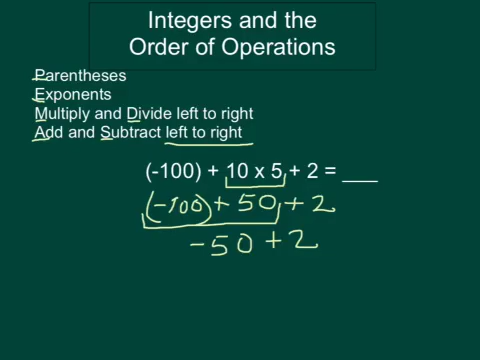 Integers and the
Order of Operations
Parentheses
Exponents
Multiply and Divide left to right
Add and Subtract left to right
(-100) + 10 x 5 + 2 = ___
(-100) + 50 + 2
-50 + 2